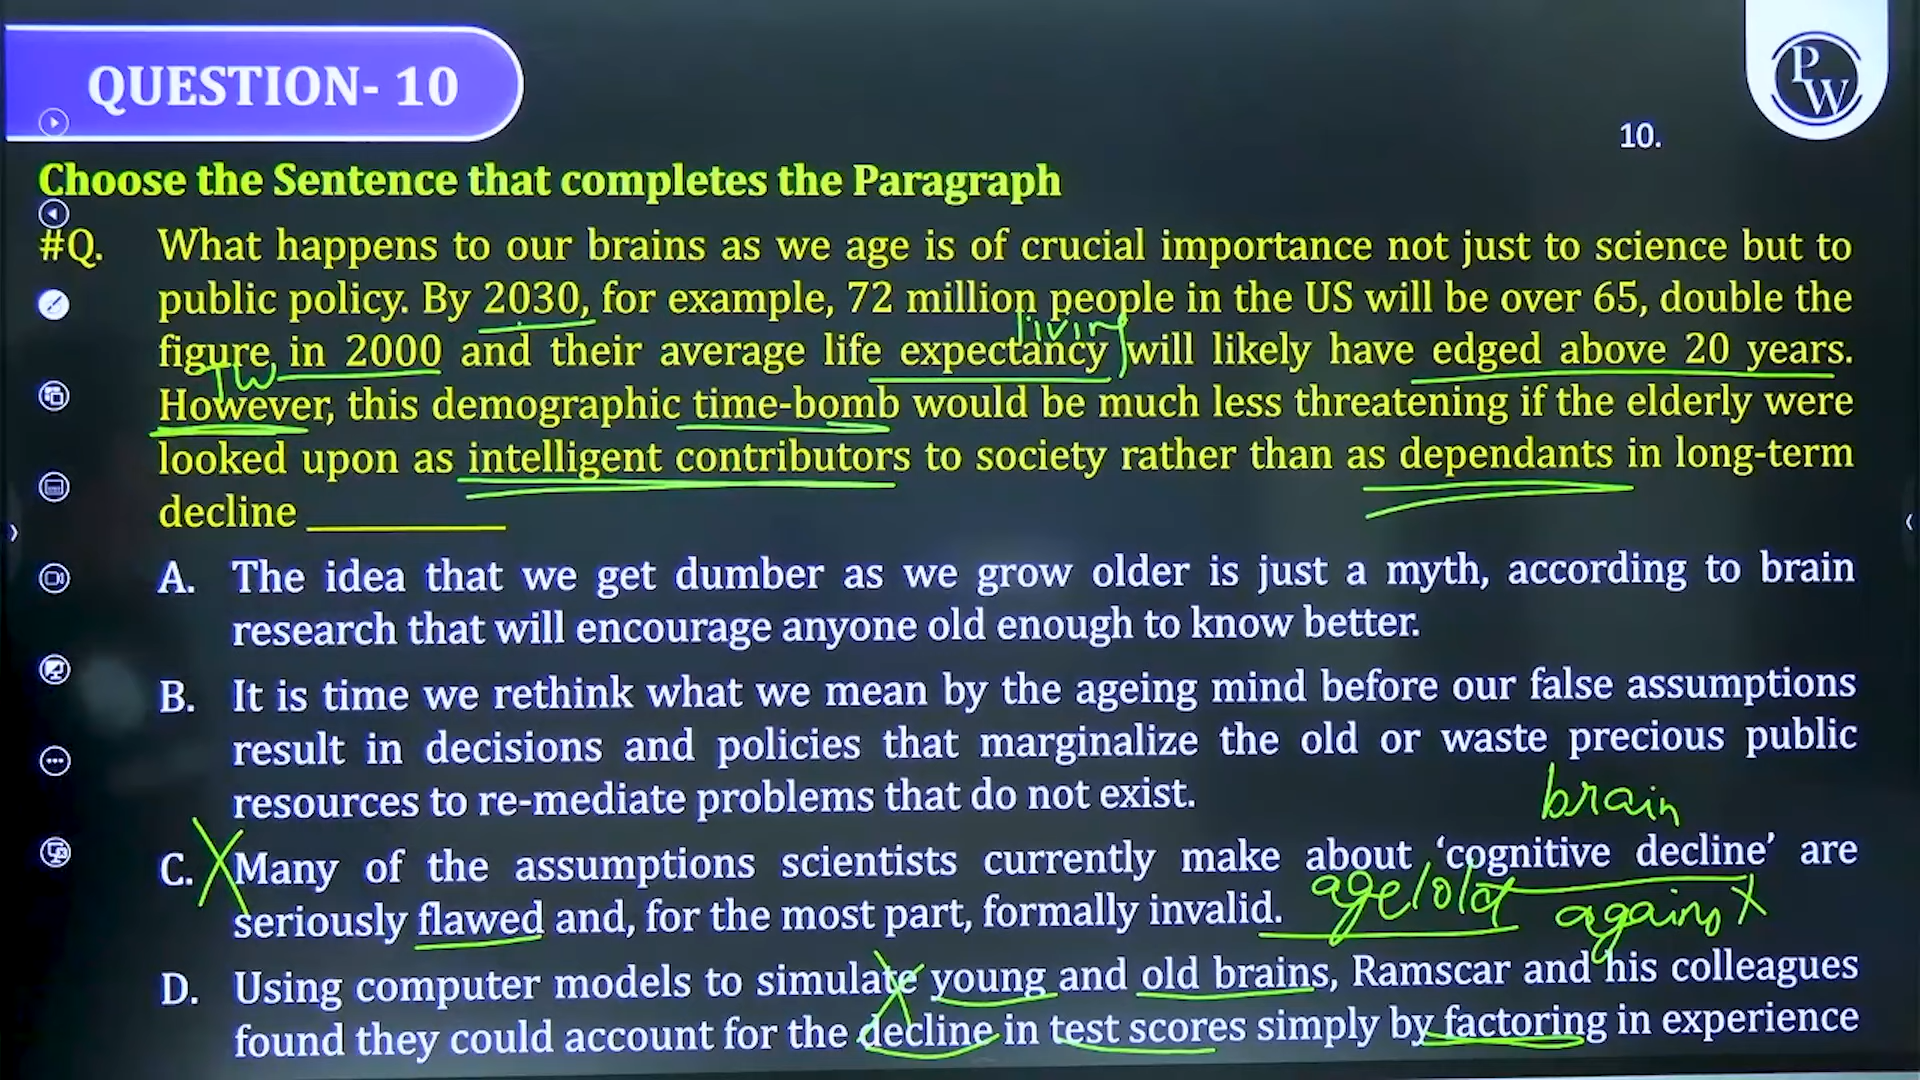 QUESTION- 10
P
W
10.
Choose the Sentence that completes the Paragraph
#Q. What happens to our brains as we age is of crucial importance not just to science but to
public policy. By 2030, for example, 72 million people in the US will be over 65, double the
living
figure in 2000 and their average life expectancy will likely have edged above 20 years.
TW
However, this demographic time-bomb would be much less threatening if the elderly were
looked upon as intelligent contributors to society rather than as dependants in long-term
decline
A. The idea that we get dumber as we grow older is just a myth, according to brain
research that will encourage anyone old enough to know better.
B. It is time we rethink what we mean by the ageing mind before our false assumptions
result in decisions and policies that marginalize the old or waste precious public
resources to re-mediate problems that do not exist.
brain
C. Many of the assumptions scientists currently make about 'cognitive decline' are
seriously flawed and, for the most part, formally invalid.
age/old
D. Using computer models to simulate young and old brains, Ramscar and his colleagues
found they could account for the decline in test scores simply by factoring in experience